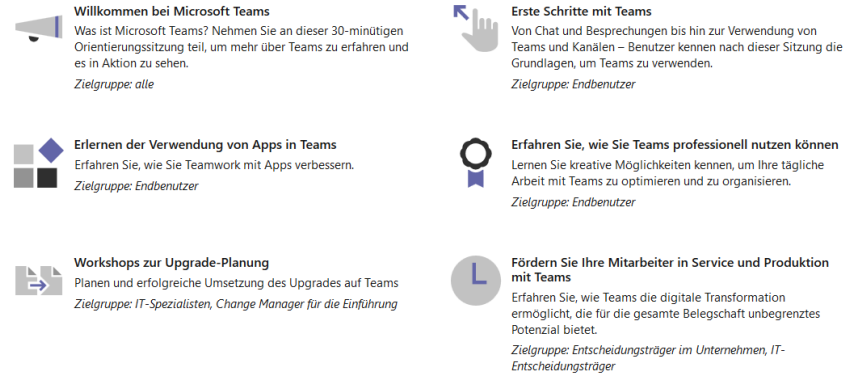 Willkommen bei Microsoft Teams
Was ist Microsoft Teams? Nehmen Sie an dieser 30-minütigen
Orientierungssitzung teil, um mehr über Teams zu erfahren und
es in Aktion zu sehen.
Zielgruppe: alle
Erste Schritte mit Teams
Von Chat und Besprechungen bis hin zur Verwendung von
Teams und Kanälen – Benutzer kennen nach dieser Sitzung die
Grundlagen, um Teams zu verwenden.
Zielgruppe: Endbenutzer
Erlernen der Verwendung von Apps in Teams
Erfahren Sie, wie Sie Teamwork mit Apps verbessern.
Zielgruppe: Endbenutzer
Erfahren Sie, wie Sie Teams professionell nutzen können
Lernen Sie kreative Möglichkeiten kennen, um Ihre tägliche
Arbeit mit Teams zu optimieren und zu organisieren.
Zielgruppe: Endbenutzer
Workshops zur Upgrade-Planung
Planen und erfolgreiche Umsetzung des Upgrades auf Teams
Zielgruppe: IT-Spezialisten, Change Manager für die Einführung
Fördern Sie Ihre Mitarbeiter in Service und Produktion
mit Teams
Erfahren Sie, wie Teams die digitale Transformation
ermöglicht, die für die gesamte Belegschaft unbegrenztes
Potenzial bietet.
Zielgruppe: Entscheidungsträger im Unternehmen, IT-
Entscheidungsträger